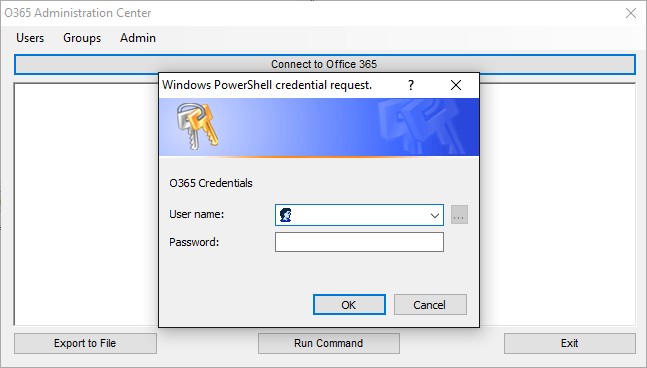 O365 Administration Center
Users Groups Admin
Connect to Office 365
Windows PowerShell credential request.
?
O365 Credentials
User name:
...
Password:
OK Cancel
Export to File Run Command Exit